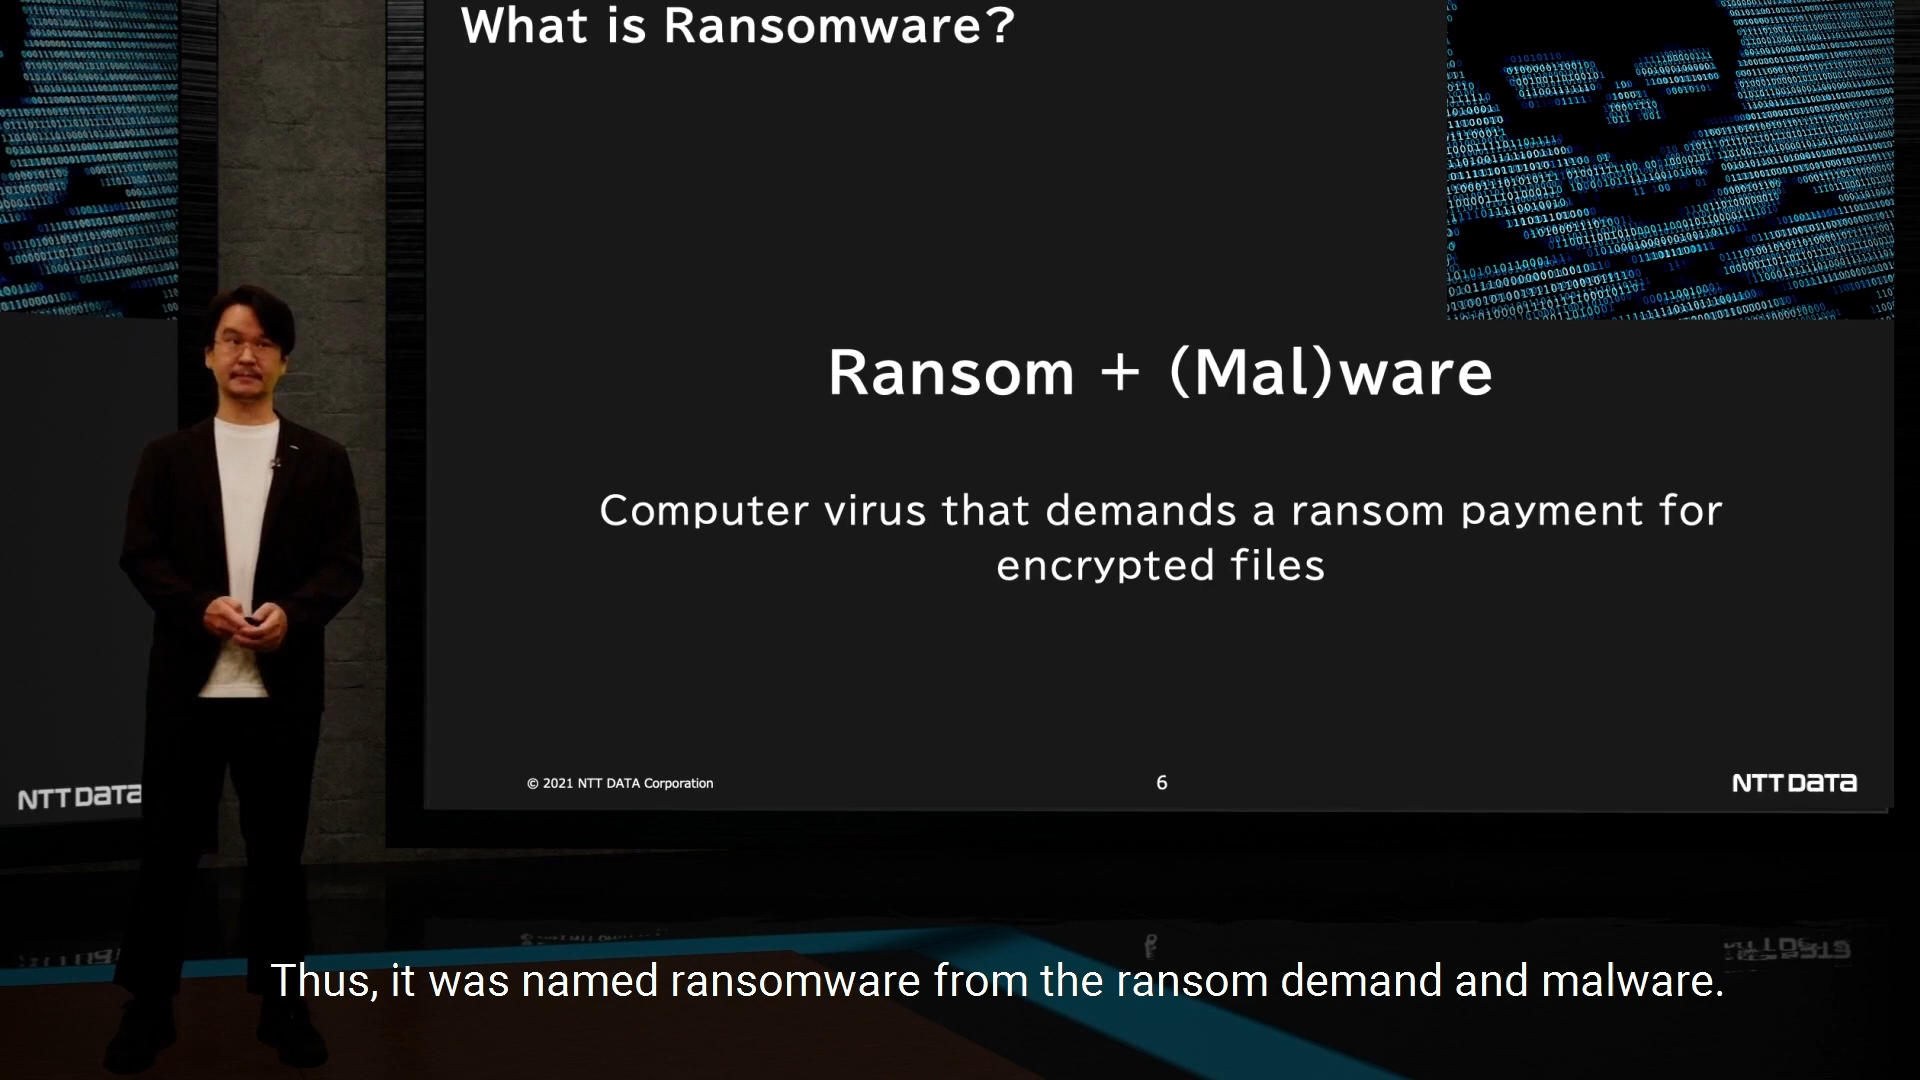 What is Ransomware?
Ransom + (Mal)ware
Computer virus that demands a ransom payment for
encrypted files
© 2021 NTT DATA Corporation
6
NTT DATA
NTT DATA
Thus, it was named ransomware from the ransom demand and malware.